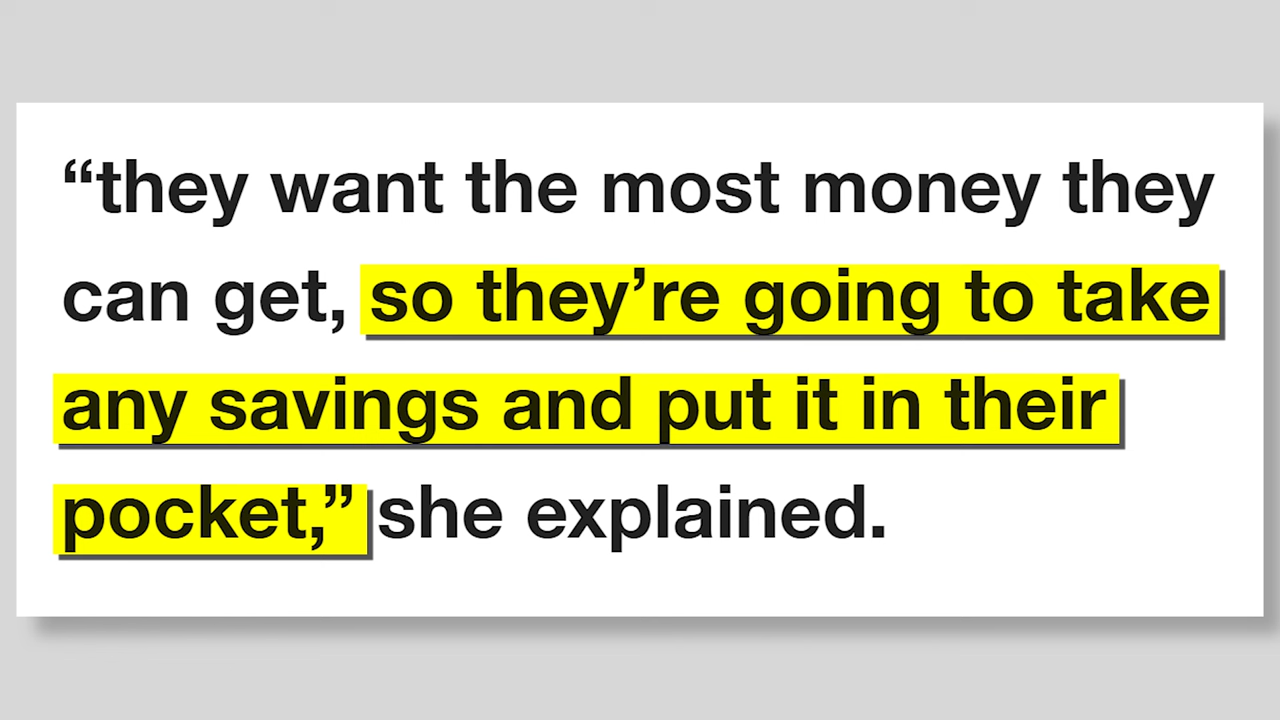 “they want the most money they
can get, so they’re going to take
any savings and put it in their
pocket,” she explained.